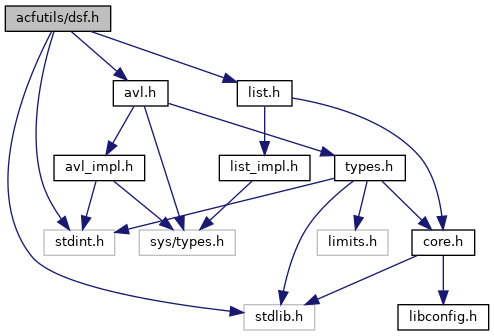 acfutils/dsf.h
avl.h
list.h
avl_impl.h
list_impl.h
types.h
stdint.h
sys/types.h
limits.h
core.h
stdlib.h
libconfig.h